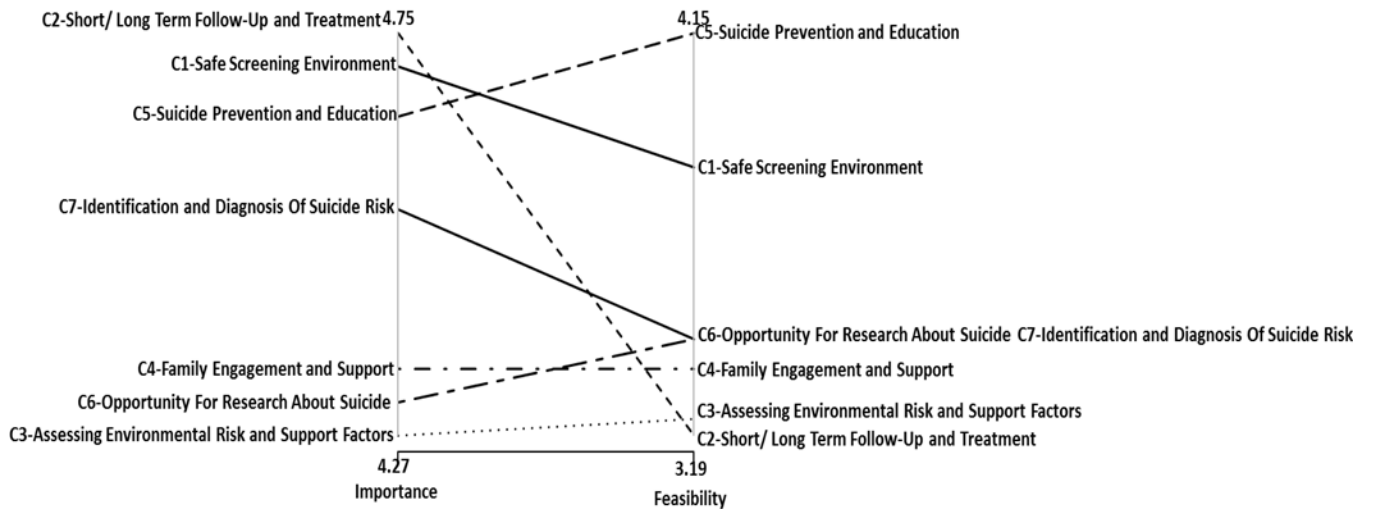 C2-Short/ Long Term Follow-Up and Treatment 4.75
4.15
C5-Suicide Prevention and Education
C1-Safe Screening Environment
C5-Suicide Prevention and Education
C1-Safe Screening Environment
C7-Identification and Diagnosis Of Suicide Risk
C6-Opportunity For Research About Suicide C7-Identification and Diagnosis Of Suicide Risk
C4-Family Engagement and Support
C4-Family Engagement and Support
C6-Opportunity For Research About Suicide
C3-Assessing Environmental Risk and Support Factors
C3-Assessing Environmental Risk and Support Factors
C2-Short/ Long Term Follow-Up and Treatment
4.27
3.19
Importance
Feasibility